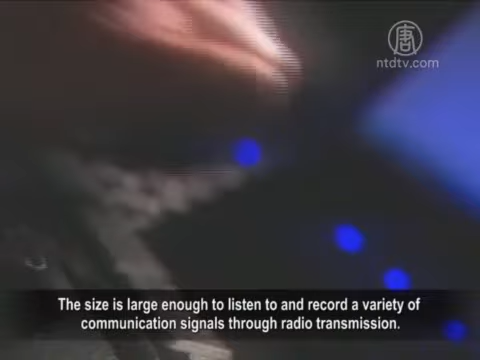 唐
ntdtv.com
The size is large enough to listen to and record a variety of
communication signals through radio transmission.